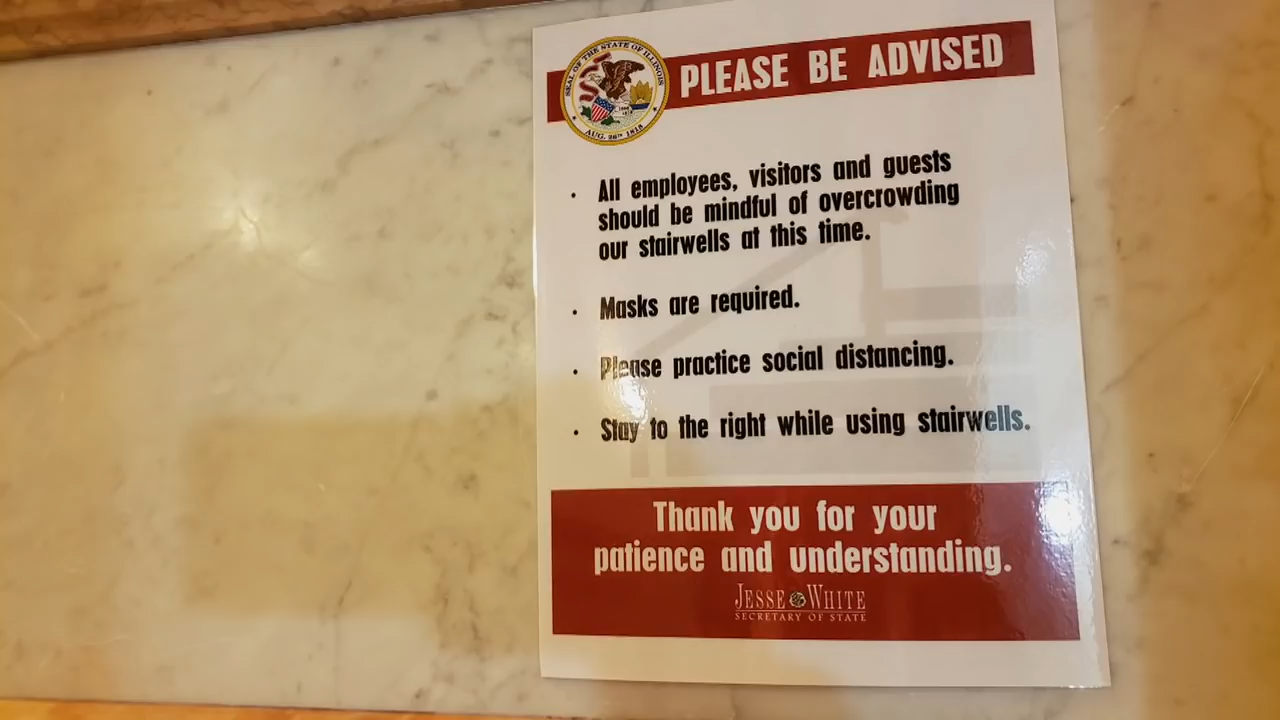 SEAL OF THE STATE OF ILLINOIS
AUG. 26TH 1818
PLEASE BE ADVISED
· All employees, visitors and guests
should be mindful of overcrowding
our stairwells at this time.
· Masks are required.
· Please practice social distancing.
· Stay to the right while using stairwells.
Thank you for your
patience and understanding.
JESSE WHITE
SECRETARY OF STATE